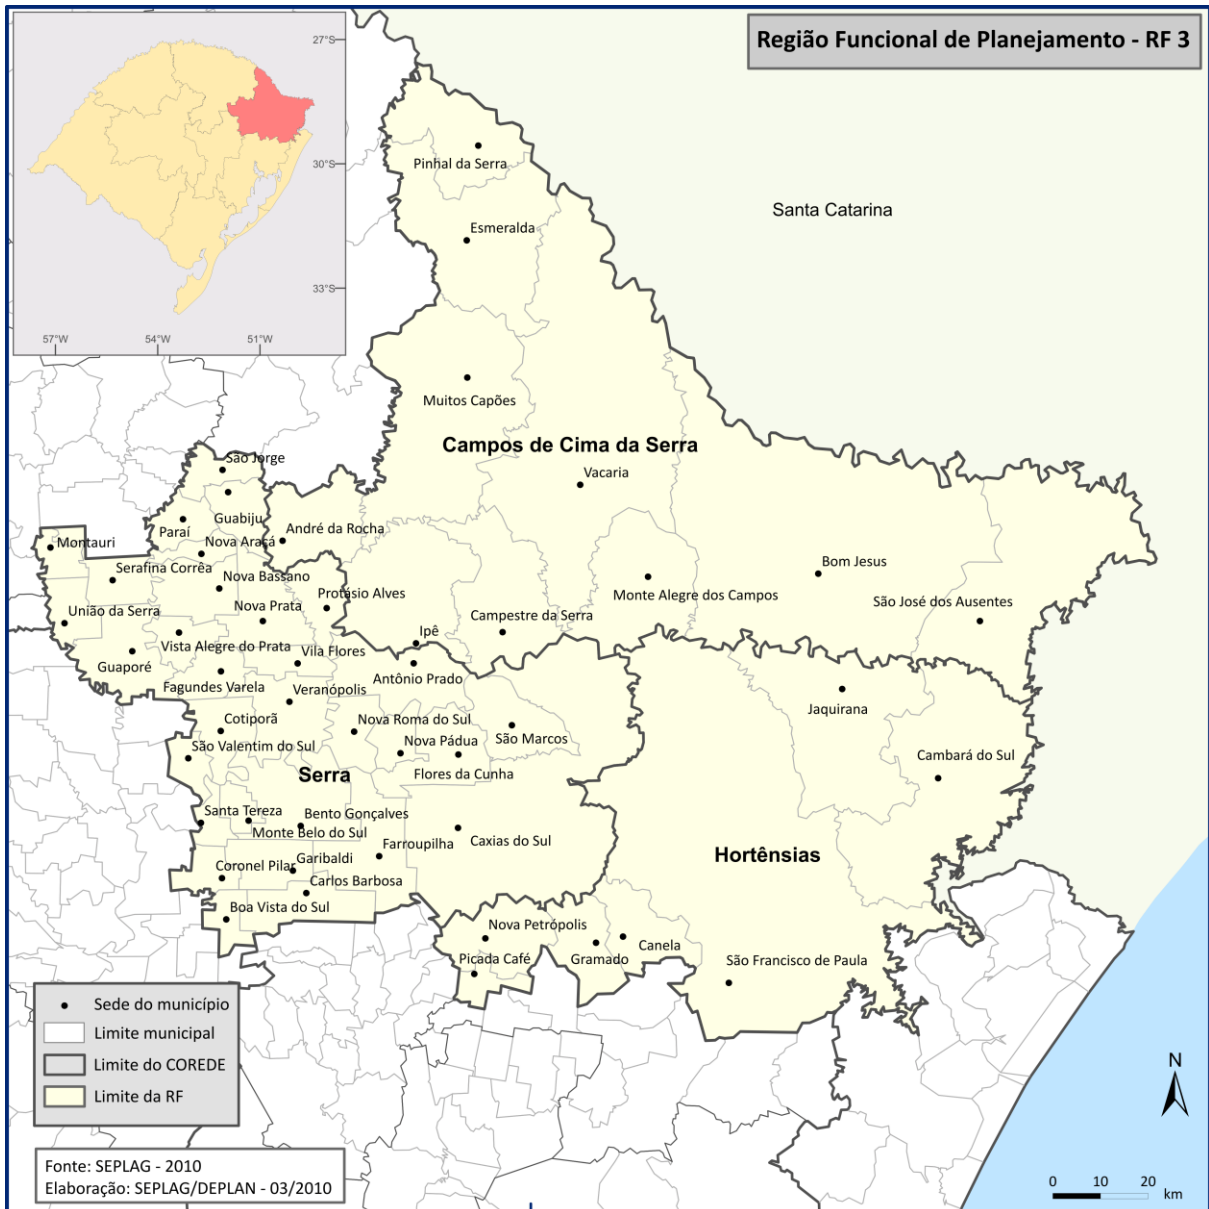 Região Funcional de Planejamento - RF 3
27°S
30°S
33°S
57°W
54°W
51°W
Santa Catarina
Pinhal da Serra
Esmeralda
Muitos Capões
Campos de Cima da Serra
Vacaria
São Jorge
Guabiju
Paraí
André da Rocha
Nova Araçá
Montauri
Serafina Corrêa
Nova Bassano
Bom Jesus
Protásio Alves
Monte Alegre dos Campos
São José dos Ausentes
União da Serra
Nova Prata
Campestre da Serra
Ipê
Vista Alegre do Prata
Vila Flores
Guaporé
Antônio Prado
Fagundes Varela
Veranópolis
Jaquirana
Cotiporã
Nova Roma do Sul
São Marcos
São Valentim do Sul
Nova Pádua
Cambará do Sul
Serra
Flores da Cunha
Santa Tereza
Bento Gonçalves
Monte Belo do Sul
Farroupilha
Caxias do Sul
Hortênsias
Coronel Pilar
Garibaldi
Carlos Barbosa
Boa Vista do Sul
Nova Petrópolis
Canela
Picada Café
Gramado
São Francisco de Paula
Sede do município
Limite municipal
Limite do COREDE
Limite da RF
Fonte: SEPLAG - 2010
Elaboração: SEPLAG/DEPLAN - 03/2010
N
0 10 20
km